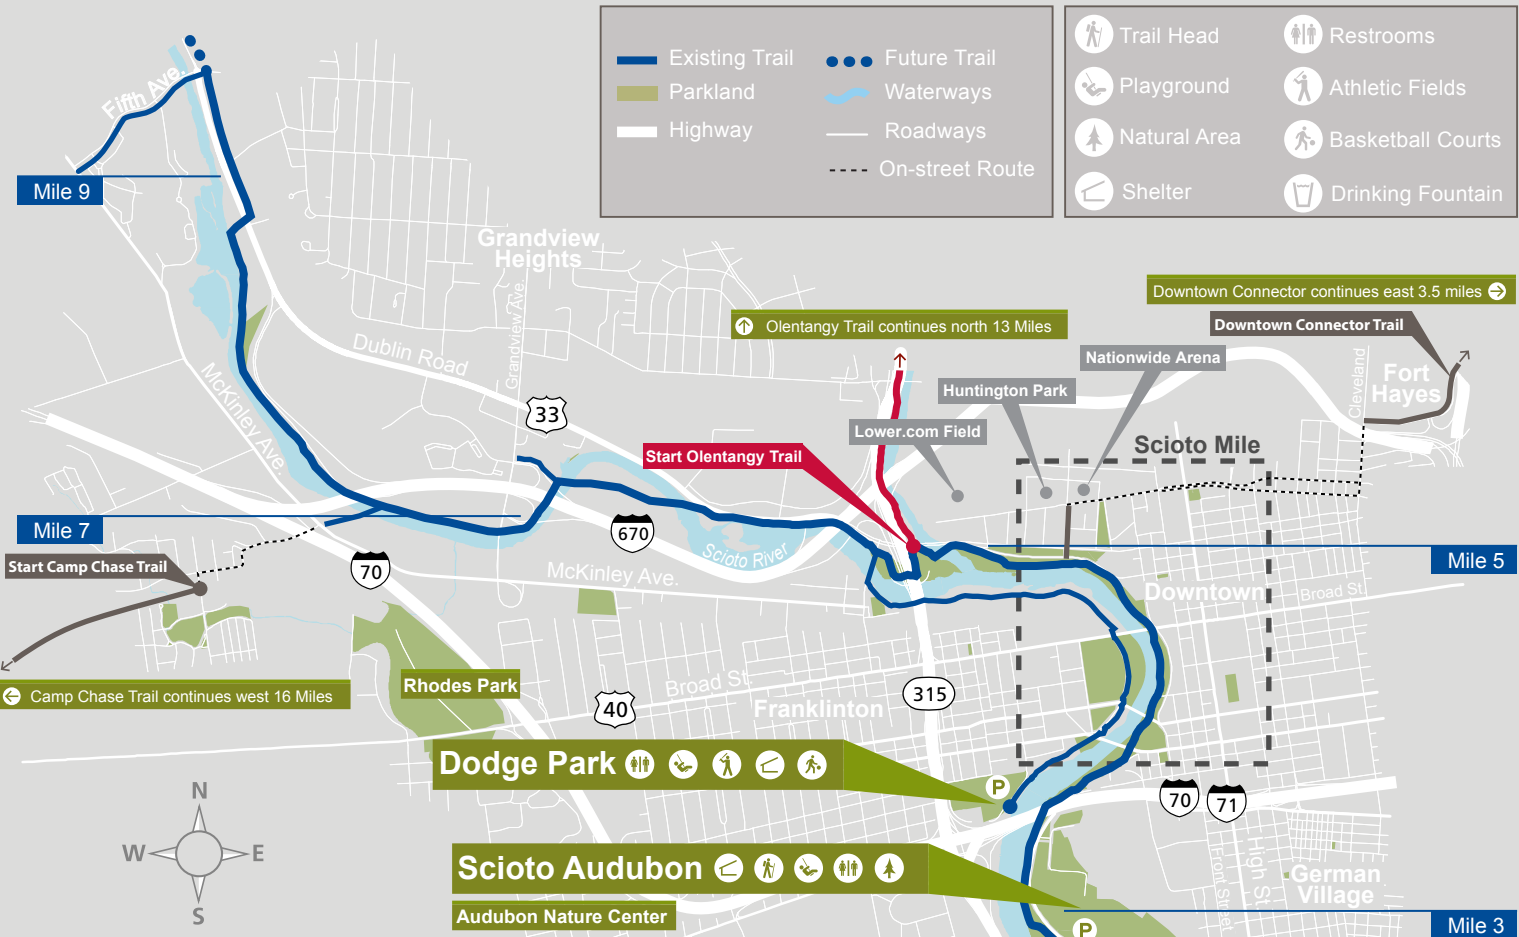 Existing Trail
Future Trail
Parkland
Waterways
Highway
Roadways
On-street Route
Trail Head
Restrooms
Playground
Athletic Fields
Natural Area
Basketball Courts
Shelter
Drinking Fountain
Fifth Ave.
Mile 9
Grandview
Heights
Grandview Ave.
Dublin Road
McKinley Ave.
33
Olentangy Trail continues north 13 Miles
Downtown Connector continues east 3.5 miles
Downtown Connector Trail
Nationwide Arena
Huntington Park
Lower.com Field
Cleveland
Fort
Hayes
Scioto Mile
Start Olentangy Trail
Mile 7
670
Scioto River
Start Camp Chase Trail
70
McKinley Ave.
Mile 5
Downtown
Broad St.
Camp Chase Trail continues west 16 Miles
Rhodes Park
40
Broad St.
Franklinton
315
Dodge Park
P
70
71
N
W
E
S
Scioto Audubon
Audubon Nature Center
P
Front Street
High St.
German
Village
Mile 3